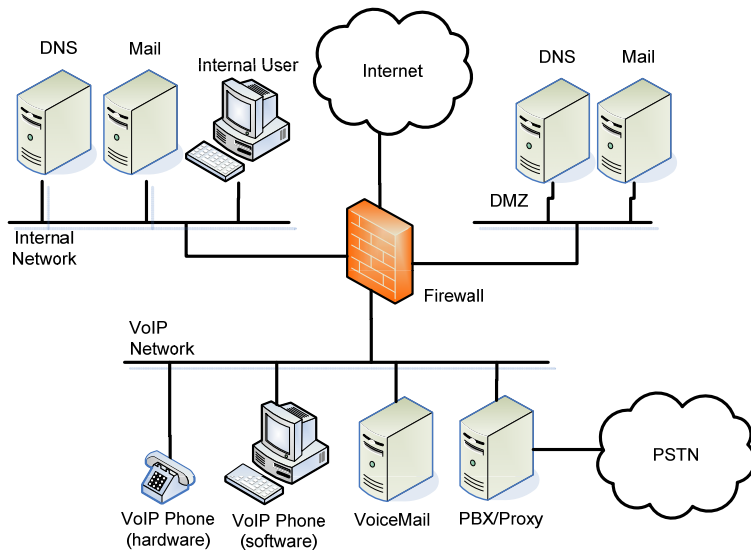 DNS
Mail
Internal User
Internet
DNS
Mail
Internal
Network
DMZ
Firewall
VoIP
Network
VoIP Phone
(hardware)
VoIP Phone
(software)
VoiceMail
PBX/Proxy
PSTN